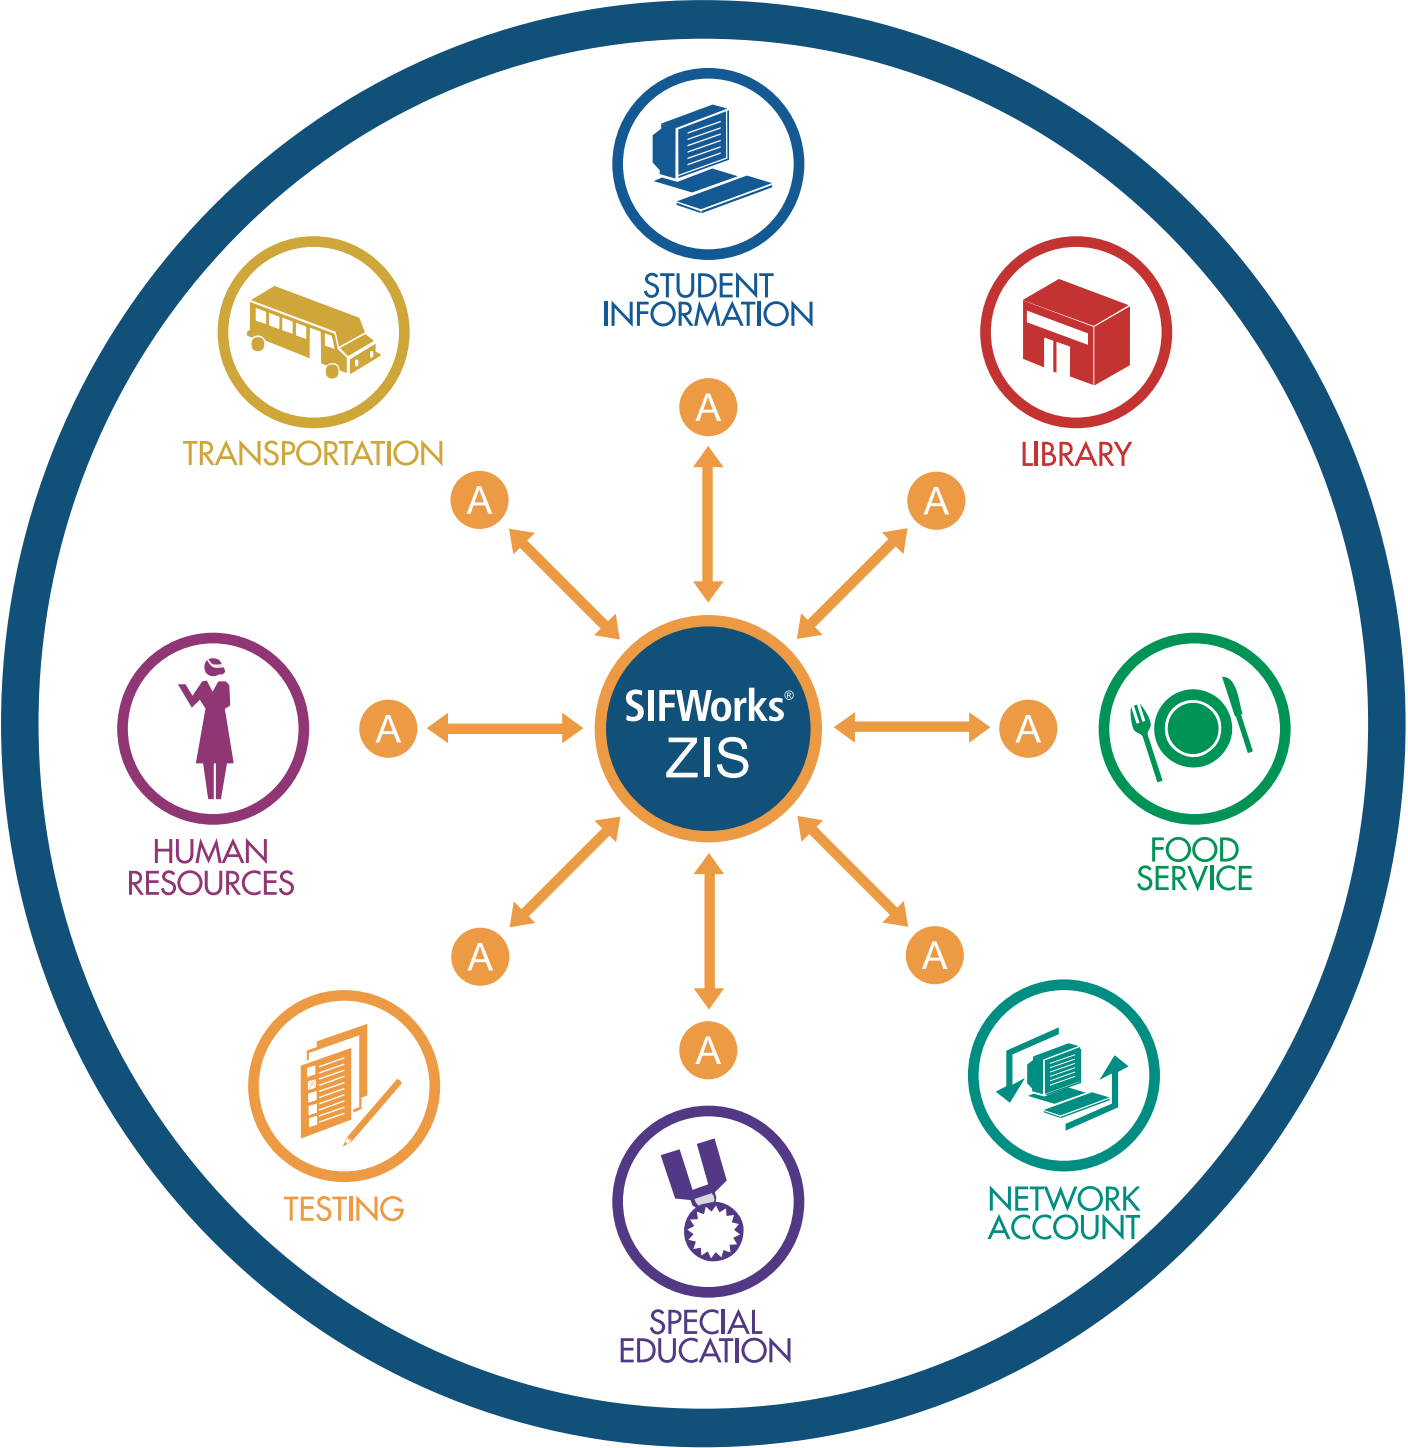 STUDENT
INFORMATION
TRANSPORTATION
LIBRARY
A
A
A
SIFWorks®
ZIS
A
A
HUMAN
RESOURCES
FOOD
SERVICE
A
A
A
TESTING
NETWORK
ACCOUNT
SPECIAL
EDUCATION